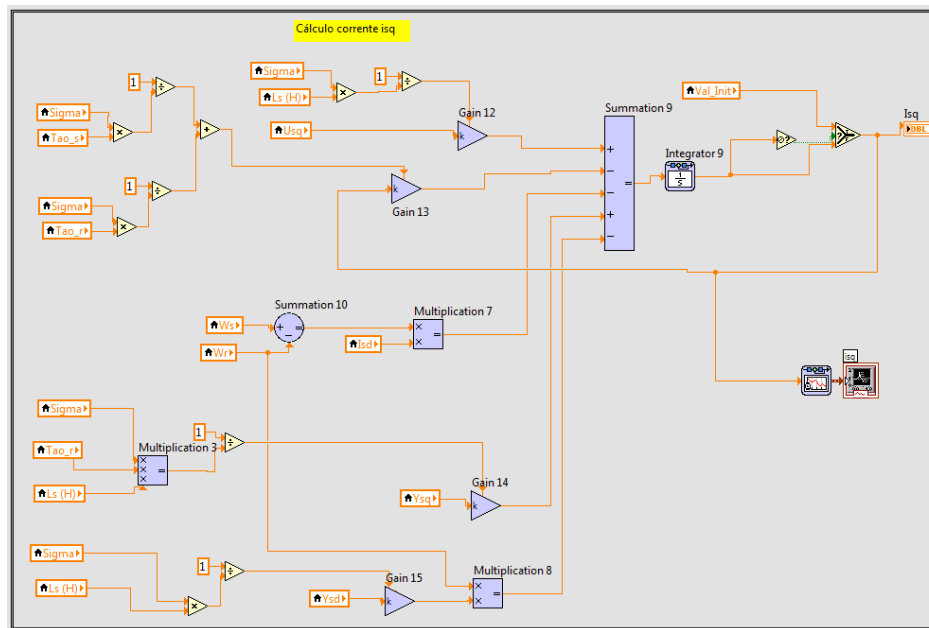 Cálculo corrente isq
1
Sigma
Tao_s
1
Sigma
Tao_r
Sigma
Ls (H)
1
Gain 12
Usq
k
k
Gain 13
Summation 9
+
−
−
+
−
=
Integrator 9
1
S
Val_Init
Isq
DBL
Summation 10
Ws
Wr
+
−
=
Multiplication 7
Isd
×
×
=
isq
Sigma
Tao_r
Ls (H)
Multiplication 3
×
×
×
=
1
÷
Gain 14
Ysq
k
Sigma
Ls (H)
×
1
÷
Gain 15
Ysd
k
Multiplication 8
×
×
=